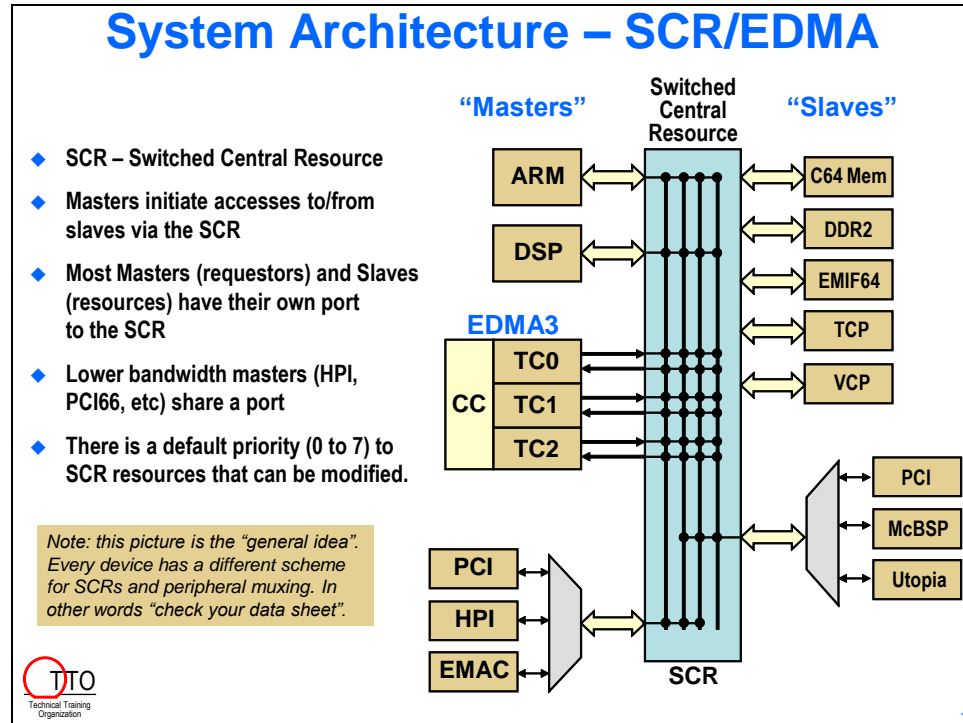 System Architecture – SCR/EDMA
◆ SCR – Switched Central Resource
◆ Masters initiate accesses to/from
slaves via the SCR
◆ Most Masters (requestors) and Slaves
(resources) have their own port
to the SCR
◆ Lower bandwidth masters (HPI,
PCI66, etc) share a port
◆ There is a default priority (0 to 7) to
SCR resources that can be modified.
Note: this picture is the “general idea”.
Every device has a different scheme
for SCRs and peripheral muxing. In
other words “check your data sheet”.
“Masters”
Switched
Central
Resource
“Slaves”
ARM
DSP
EDMA3
CC
TC0
TC1
TC2
PCI
HPI
EMAC
SCR
C64 Mem
DDR2
EMIF64
TCP
VCP
PCI
McBSP
Utopia
TTO
Technical Training
Organization